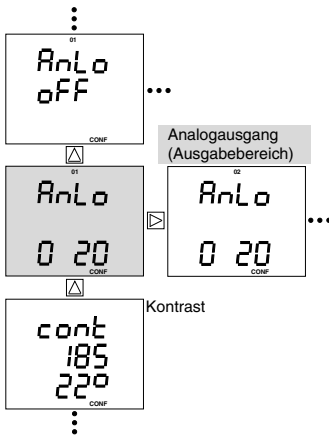 01
AnLo
oFF
CONF
Analogausgang
(Ausgabebereich)
01
AnLo
0 20
CONF
02
AnLo
0 20
CONF
Kontrast
cont
185
22°
CONF